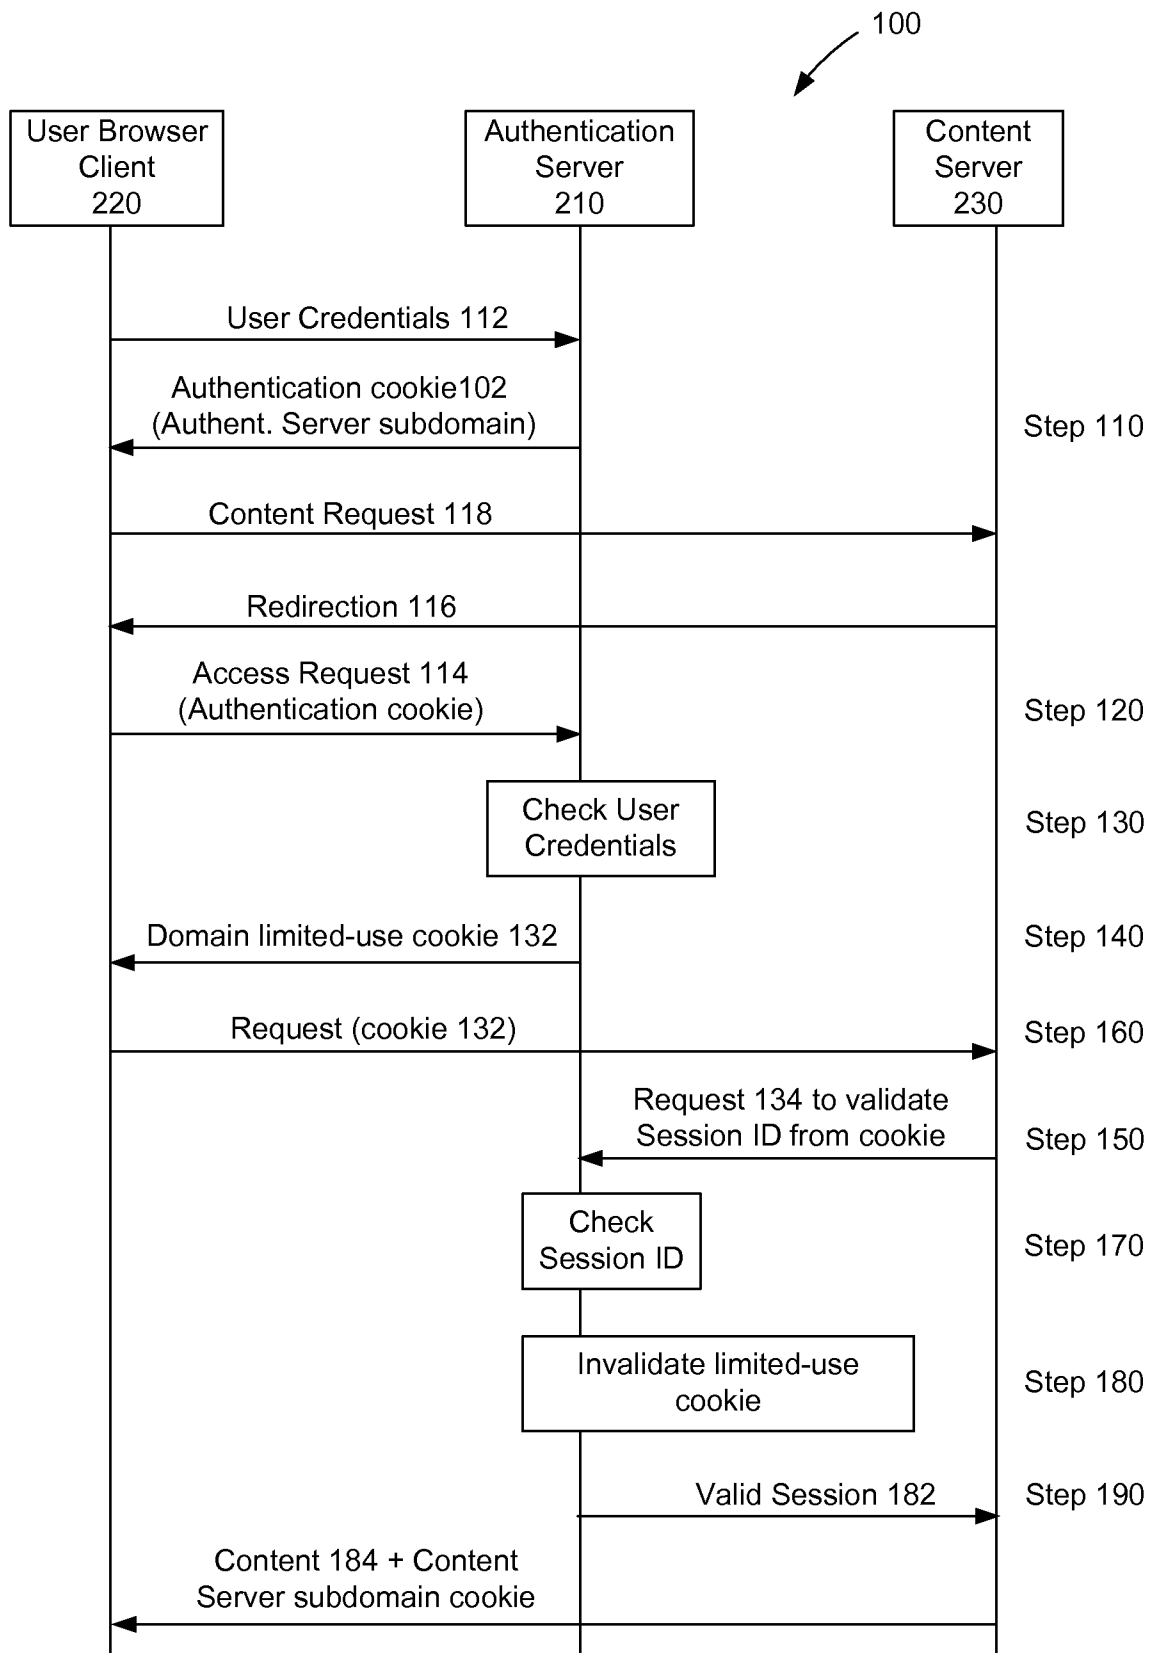 100
User Browser
Client
220
Authentication
Server
210
Content
Server
230
User Credentials 112
Authentication cookie102
(Authent. Server subdomain)
Step 110
Content Request 118
Redirection 116
Access Request 114
(Authentication cookie)
Step 120
Check User
Credentials
Step 130
Domain limited-use cookie 132
Step 140
Request (cookie 132)
Step 160
Request 134 to validate
Session ID from cookie
Step 150
Check
Session ID
Step 170
Invalidate limited-use
cookie
Step 180
Valid Session 182
Step 190
Content 184 + Content
Server subdomain cookie